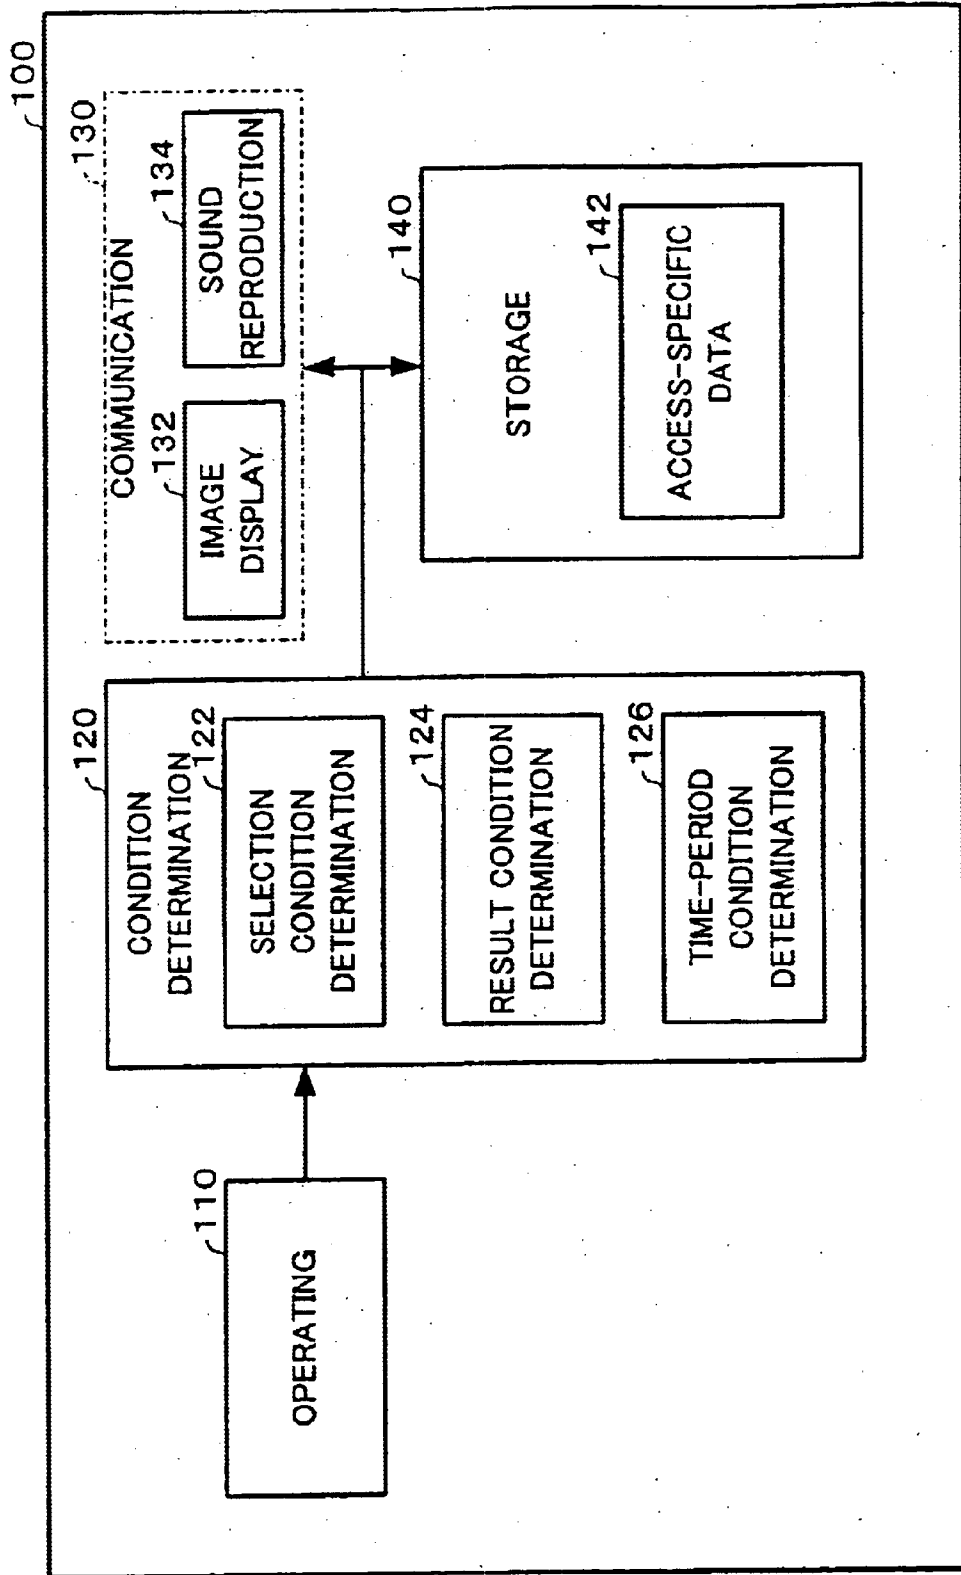 100
110
OPERATING
120
CONDITION
DETERMINATION
122
SELECTION
CONDITION
DETERMINATION
124
RESULT CONDITION
DETERMINATION
126
TIME-PERIOD
CONDITION
DETERMINATION
130
COMMUNICATION
132
IMAGE
DISPLAY
134
SOUND
REPRODUCTION
140
STORAGE
142
ACCESS-SPECIFIC
DATA